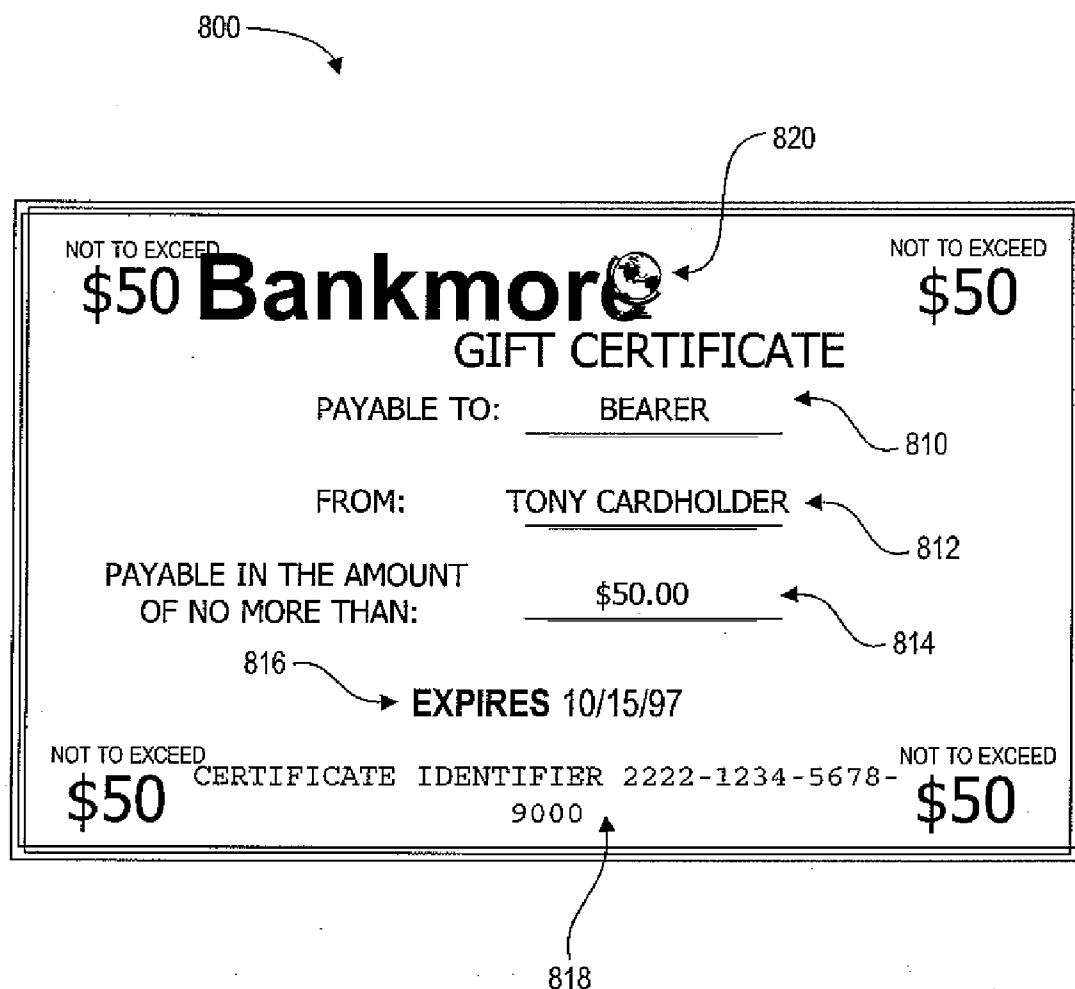 800
820
NOT TO EXCEED
$50
Bankmore
NOT TO EXCEED
$50
GIFT CERTIFICATE
PAYABLE TO: BEARER
810
FROM: TONY CARDHOLDER
812
PAYABLE IN THE AMOUNT
OF NO MORE THAN: $50.00
814
816
EXPIRES 10/15/97
NOT TO EXCEED
$50
CERTIFICATE IDENTIFIER 2222-1234-5678-
9000
NOT TO EXCEED
$50
818